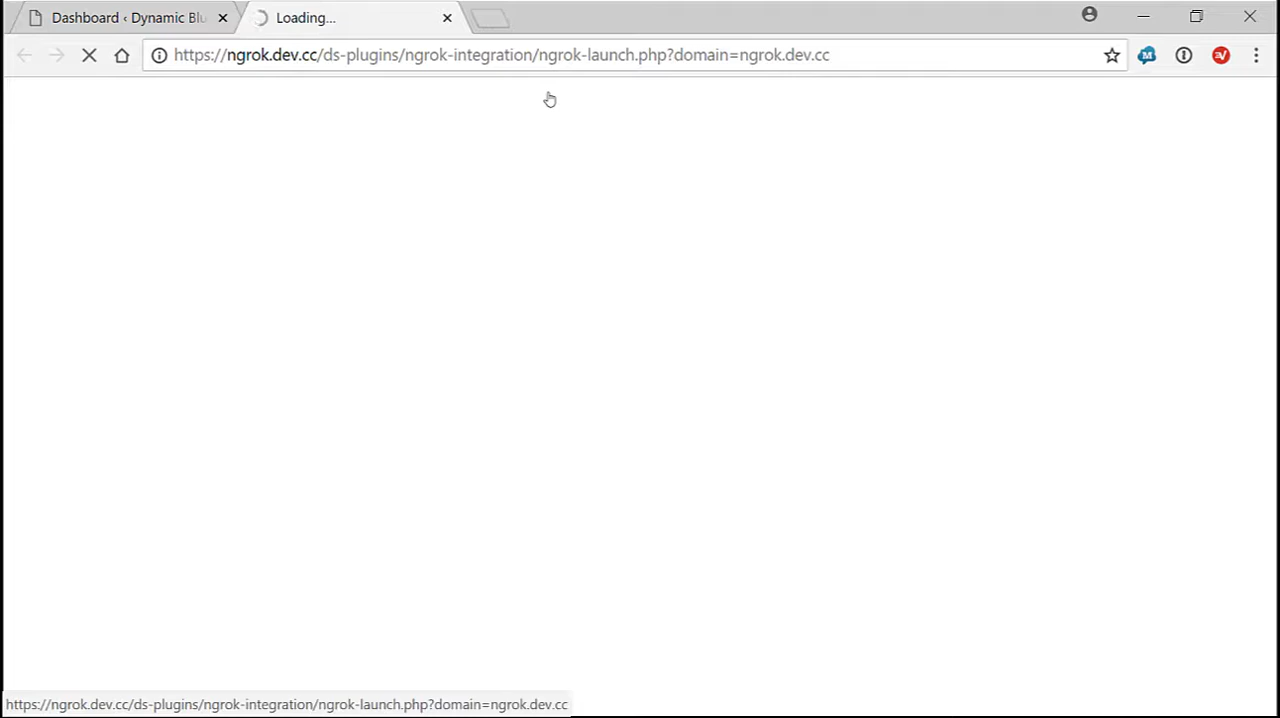 Dashboard ‹ Dynamic Blu
Loading...
https://ngrok.dev.cc/ds-plugins/ngrok-integration/ngrok-launch.php?domain=ngrok.dev.cc
https://ngrok.dev.cc/ds-plugins/ngrok-integration/ngrok-launch.php?domain=ngrok.dev.cc